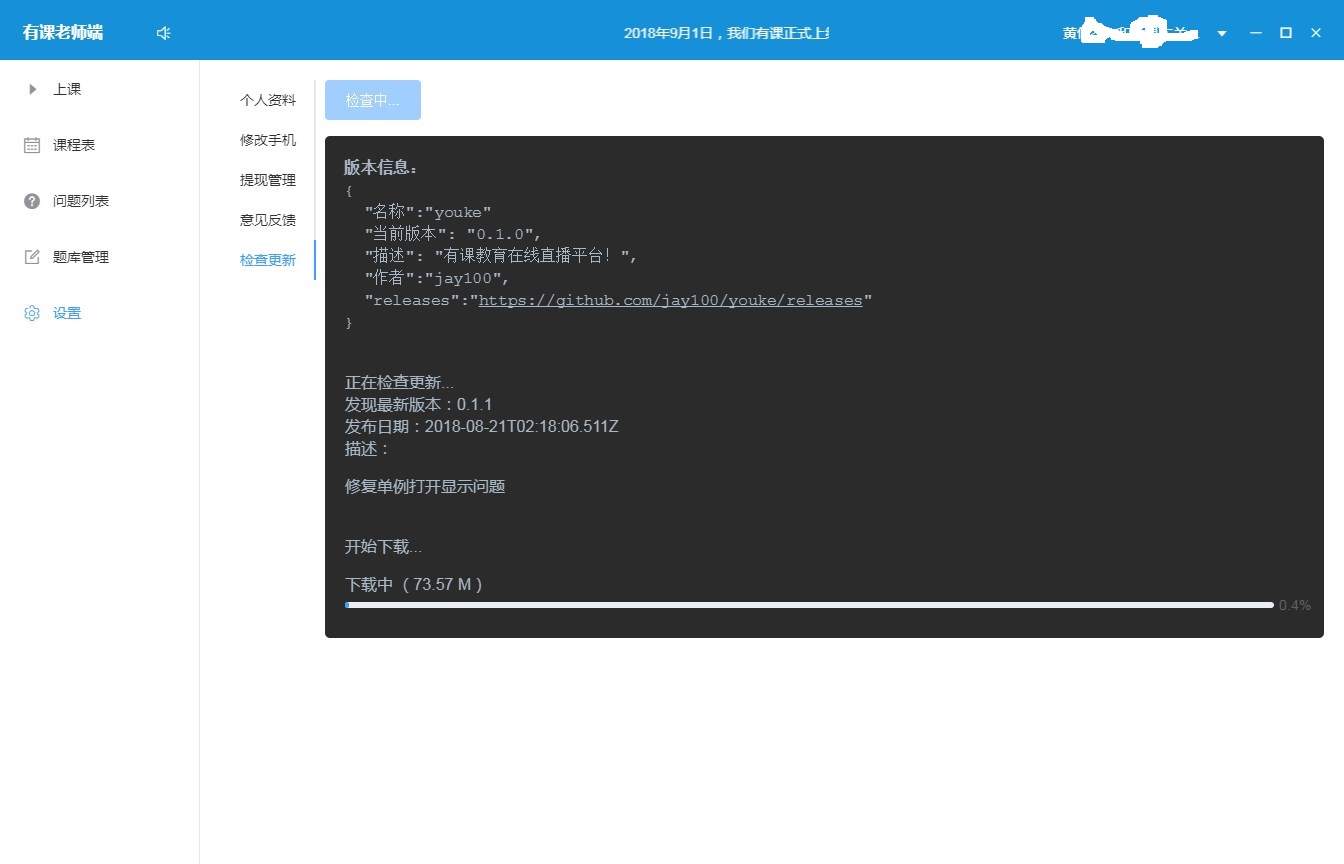 有课老师端
2018年9月1日，我们有课正式上
黄
上课
课程表
问题列表
题库管理
设置
个人资料
修改手机
提现管理
意见反馈
检查更新
检查中...
版本信息：
{
"名称":"youke"
"当前版本": "0.1.0",
"描述": "有课教育在线直播平台！",
"作者":"jay100",
"releases":"https://github.com/jay100/youke/releases"
}
正在检查更新...
发现最新版本：0.1.1
发布日期：2018-08-21T02:18:06.511Z
描述：
修复单例打开显示问题
开始下载...
下载中（73.57 M）
0.4%